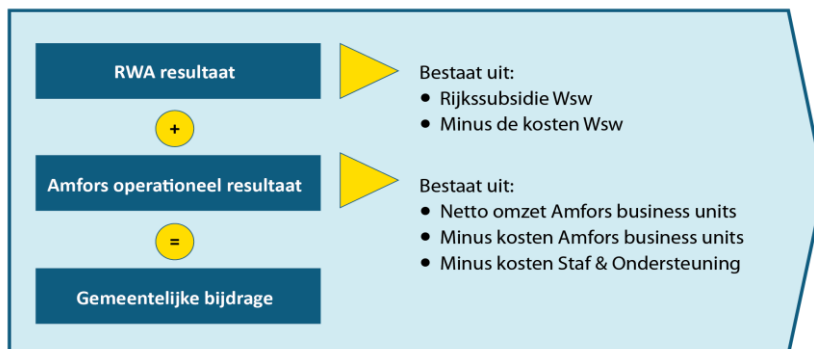 RWA resultaat
Bestaat uit:
• Rijkssubsidie Wsw
• Minus de kosten Wsw
+
Amfors operationeel resultaat
Bestaat uit:
• Netto omzet Amfors business units
• Minus kosten Amfors business units
• Minus kosten Staf & Ondersteuning
=
Gemeentelijke bijdrage